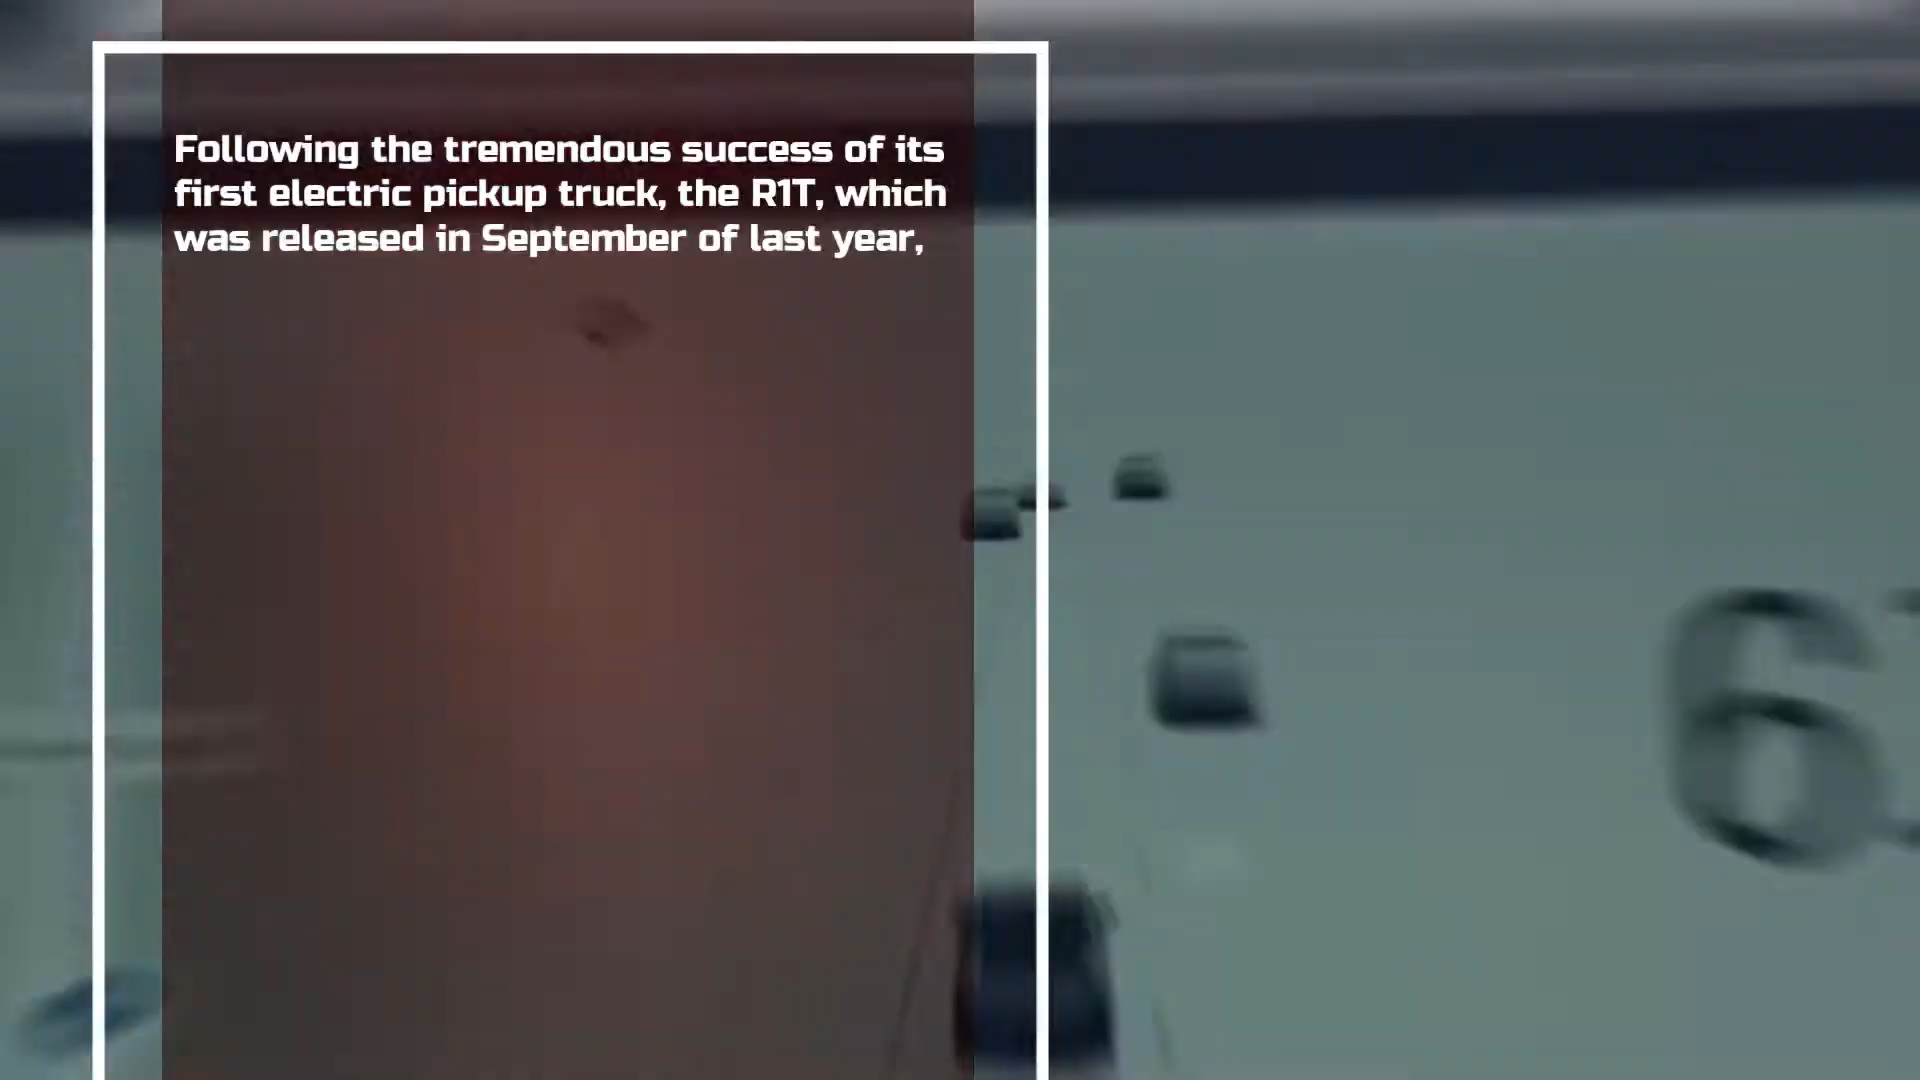 Following the tremendous success of its
first electric pickup truck, the R1T, which
was released in September of last year,
6